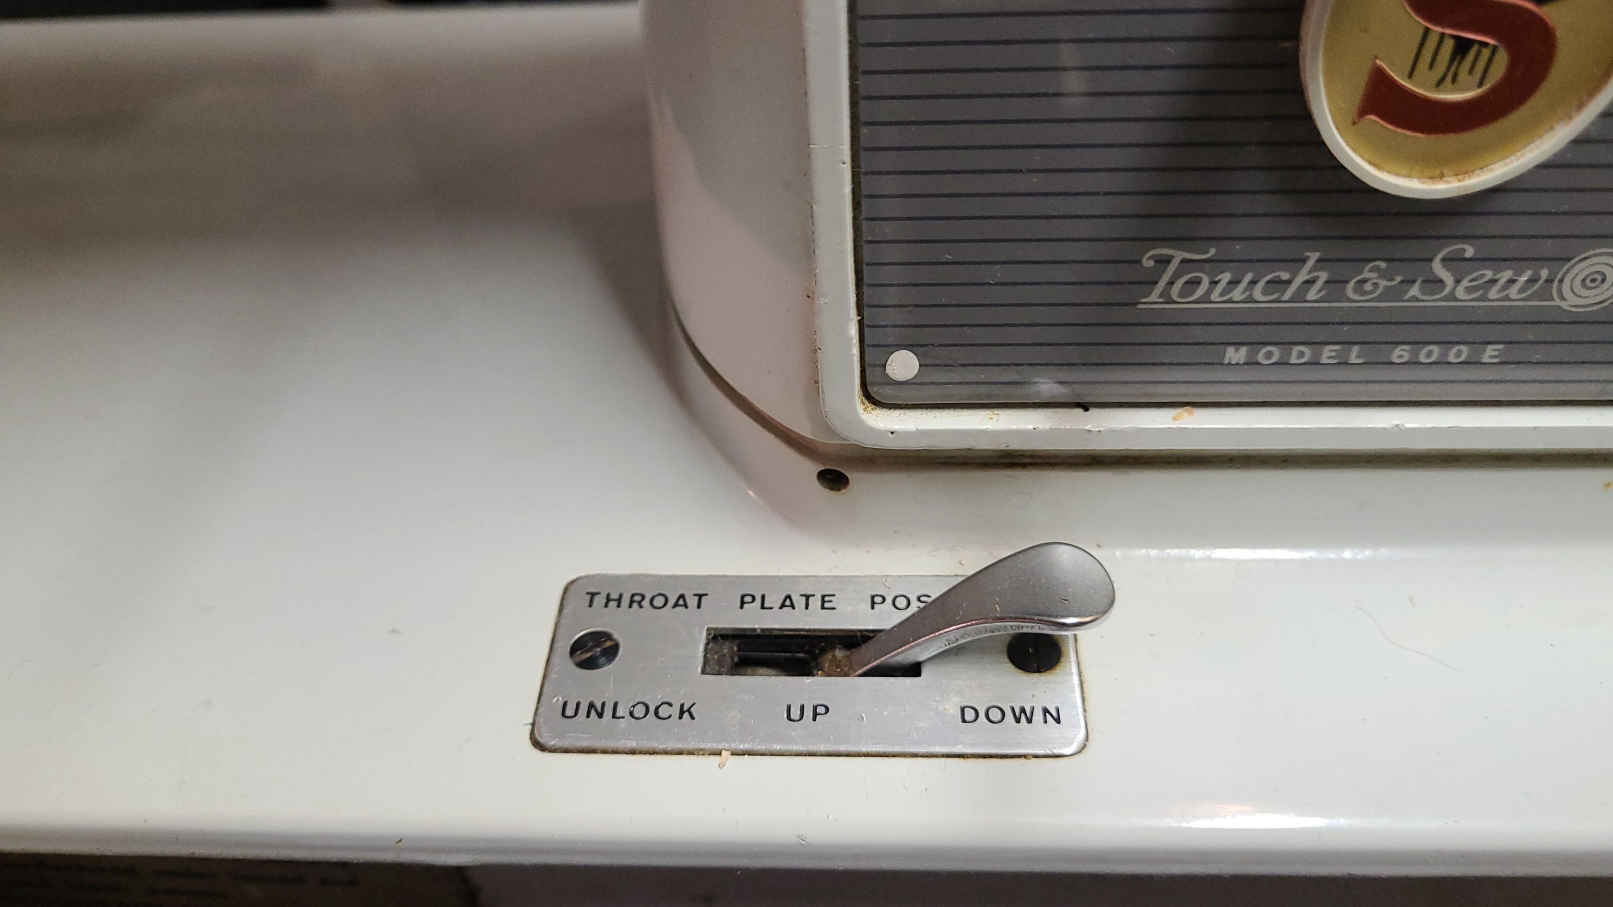 S
Touch & Sew
MODEL 600E
THROAT PLATE POS
UNLOCK UP DOWN